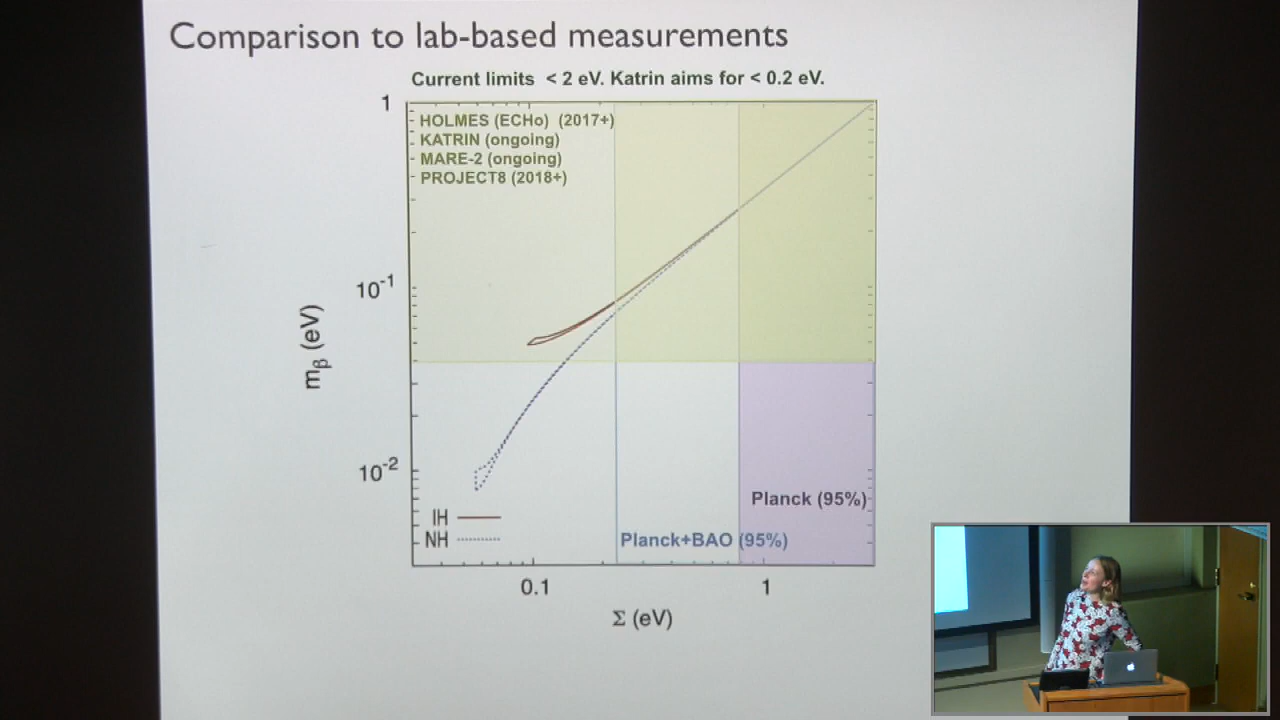 Comparison to lab-based measurements
Current limits < 2 eV. Katrin aims for < 0.2 eV.
1
HOLMES (ECHo) (2017+)
KATRIN (ongoing)
MARE-2 (ongoing)
PROJECT8 (2018+)
10-1
mβ (eV)
10-2
Planck (95%)
IH
NH
Planck+BAO (95%)
0.1
1
Σ (eV)